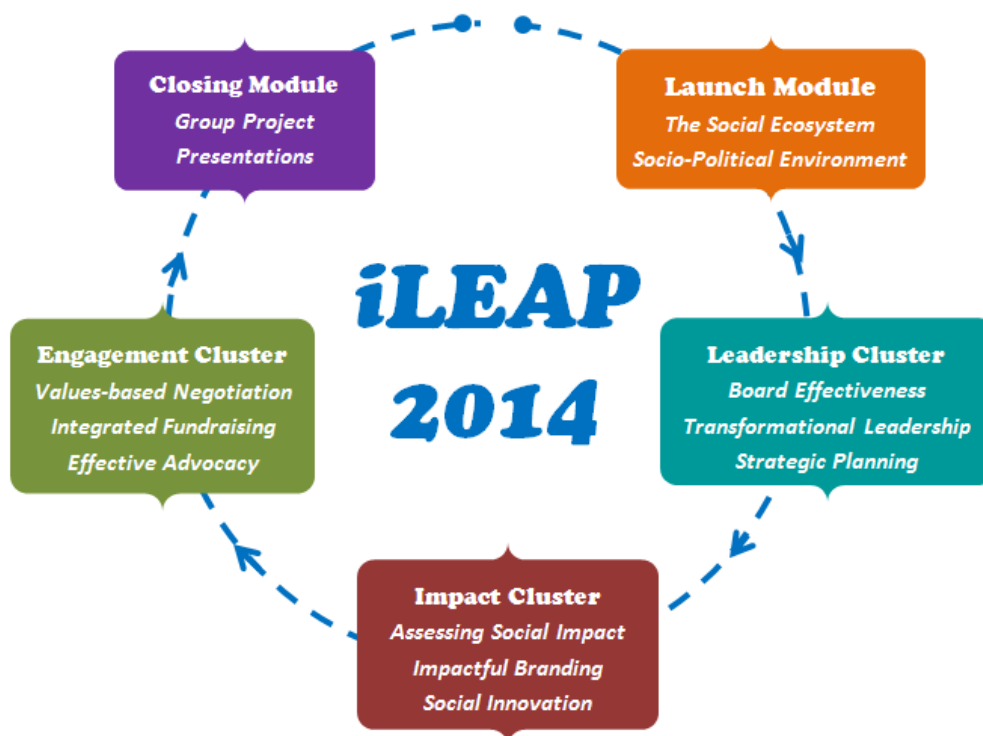 Closing Module
Group Project
Presentations
Launch Module
The Social Ecosystem
Socio-Political Environment
iLEAP
2014
Engagement Cluster
Values-based Negotiation
Integrated Fundraising
Effective Advocacy
Leadership Cluster
Board Effectiveness
Transformational Leadership
Strategic Planning
Impact Cluster
Assessing Social Impact
Impactful Branding
Social Innovation